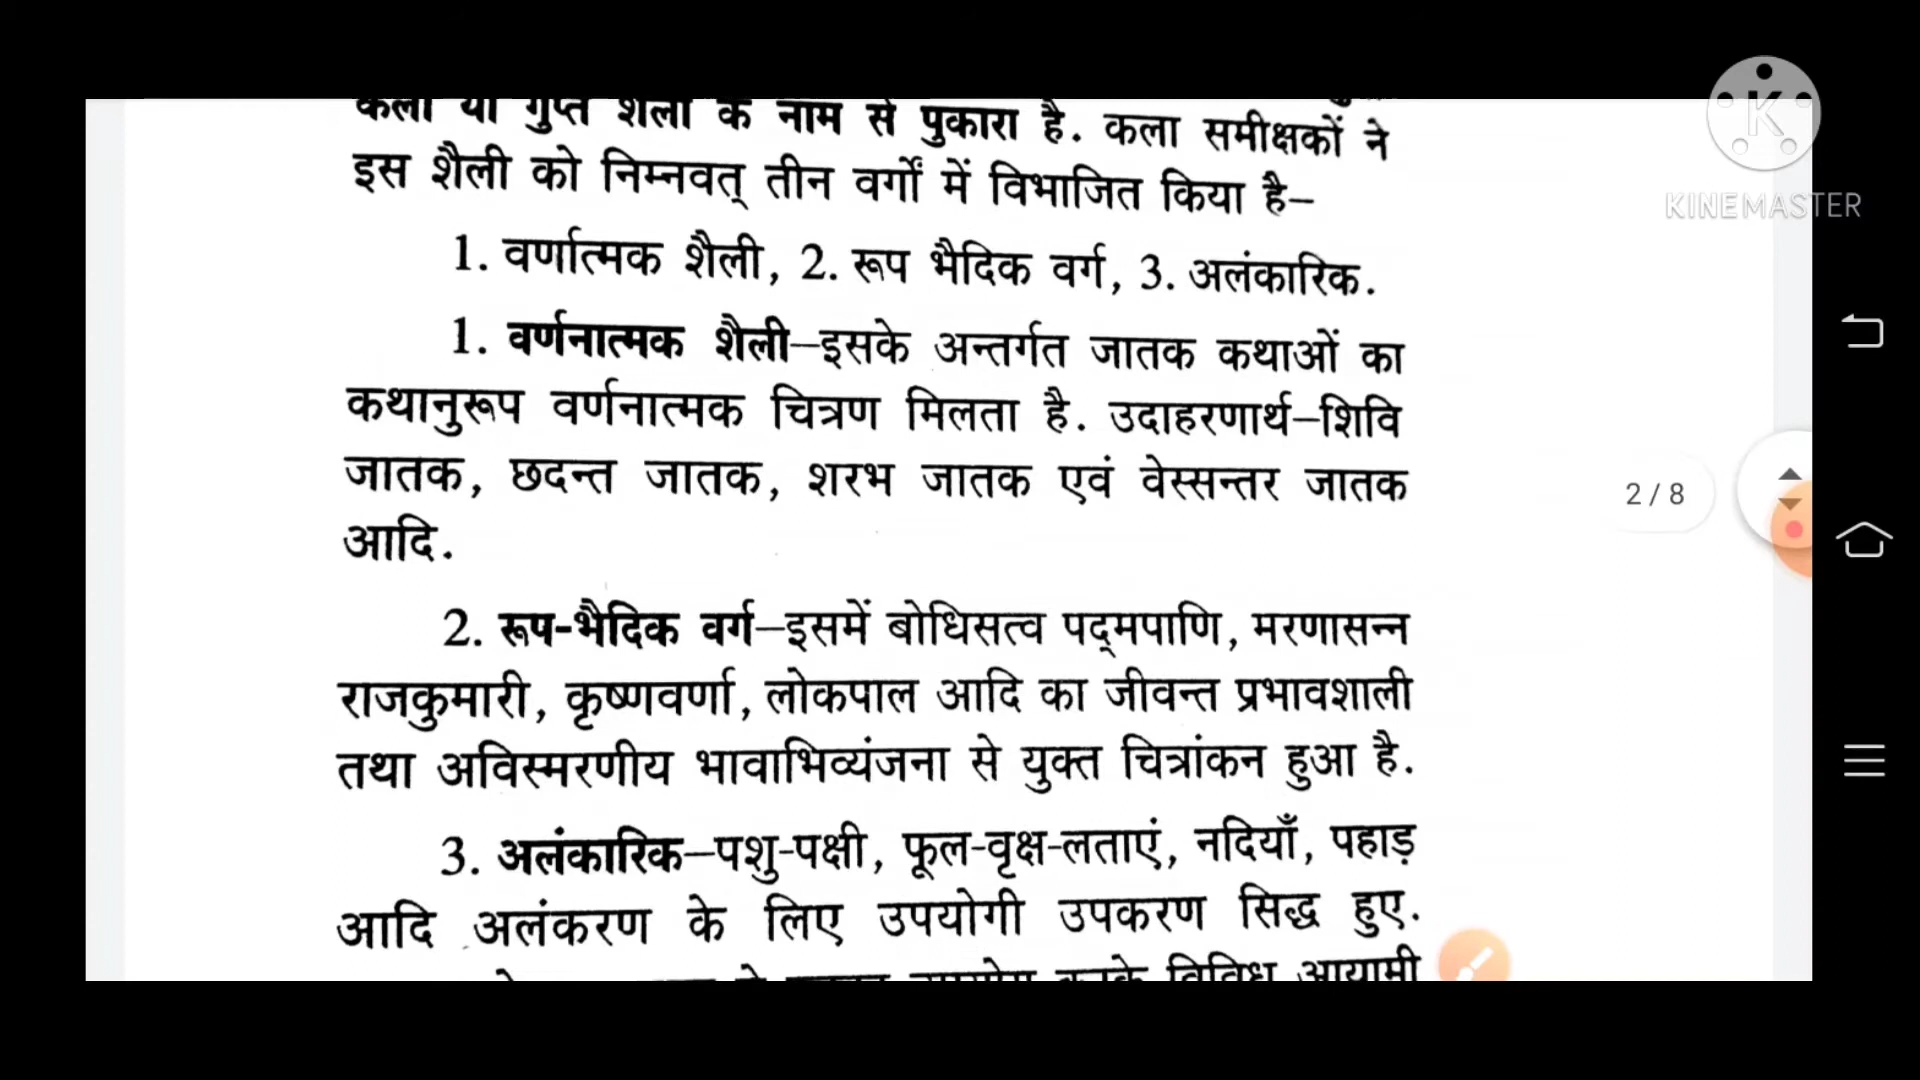 कला या गुप्त शैली के नाम से पुकारा है. कला समीक्षकों ने
इस शैली को निम्नवत् तीन वर्गों में विभाजित किया है–
1. वर्णात्मक शैली, 2. रूप भैदिक वर्ग, 3. अलंकारिक.
1. वर्णनात्मक शैली–इसके अन्तर्गत जातक कथाओं का
कथानुरूप वर्णनात्मक चित्रण मिलता है. उदाहरणार्थ–शिवि
जातक, छदन्त जातक, शरभ जातक एवं वेस्सन्तर जातक
आदि.
2. रूप-भैदिक वर्ग–इसमें बोधिसत्व पद्‌मपाणि, मरणासन्न
राजकुमारी, कृष्णवर्णा, लोकपाल आदि का जीवन्त प्रभावशाली
तथा अविस्मरणीय भावाभिव्यंजना से युक्त चित्रांकन हुआ है.
3. अलंकारिक–पशु-पक्षी, फूल-वृक्ष-लताएं, नदियाँ, पहाड़
आदि अलंकरण के लिए उपयोगी उपकरण सिद्ध हुए.
विविध आयामी
2 / 8
K
KINEMASTER